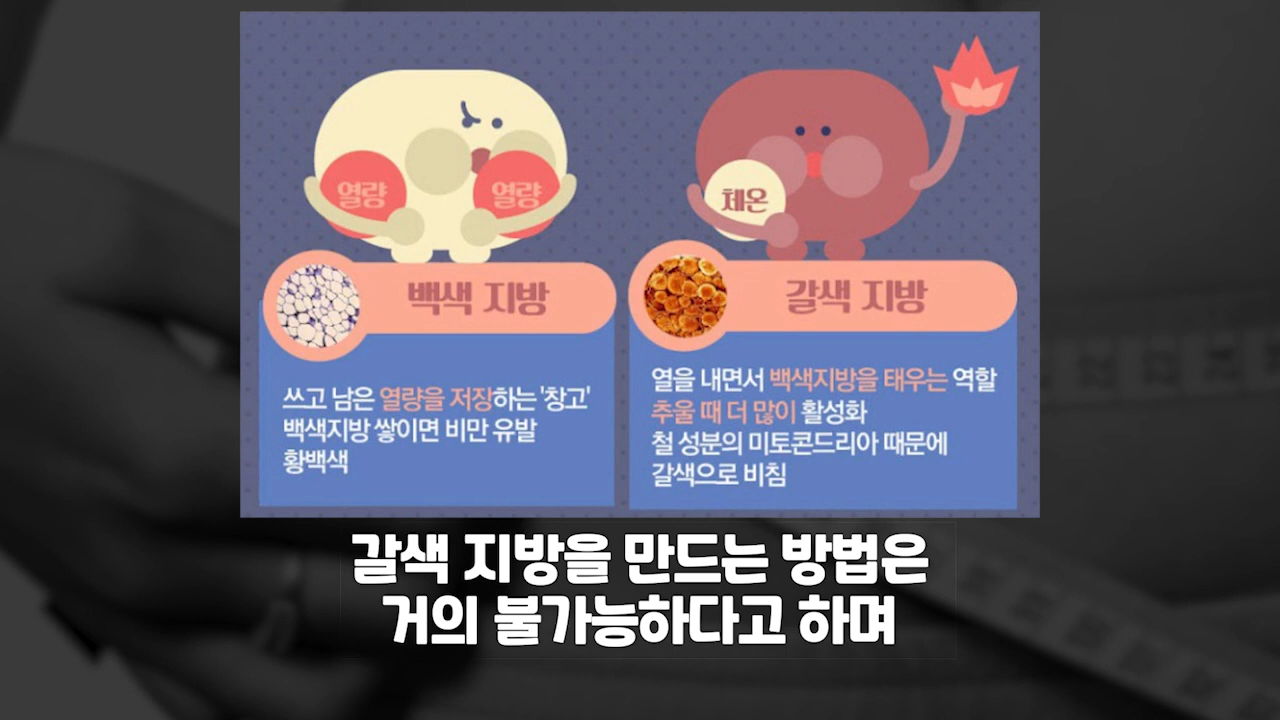 열량
열량
체온
백색 지방
쓰고 남은 열량을 저장하는 '창고'
백색지방 쌓이면 비만 유발
황백색
갈색 지방
열을 내면서 백색지방을 태우는 역할
추울 때 더 많이 활성화
철 성분의 미토콘드리아 때문에
갈색으로 비침
갈색 지방을 만드는 방법은
거의 불가능하다고 하며